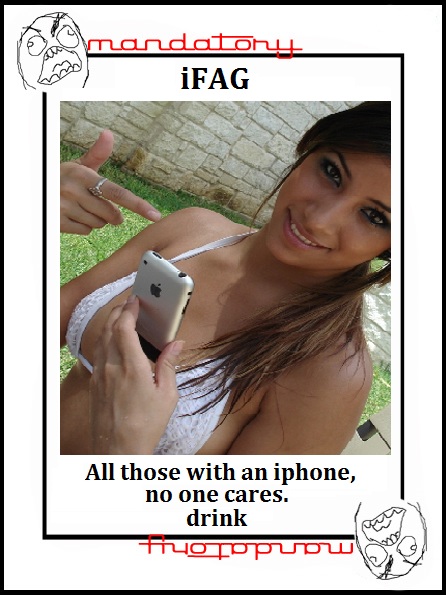 mandatory
iFAG
All those with an iphone,
no one cares.
drink
mandatory